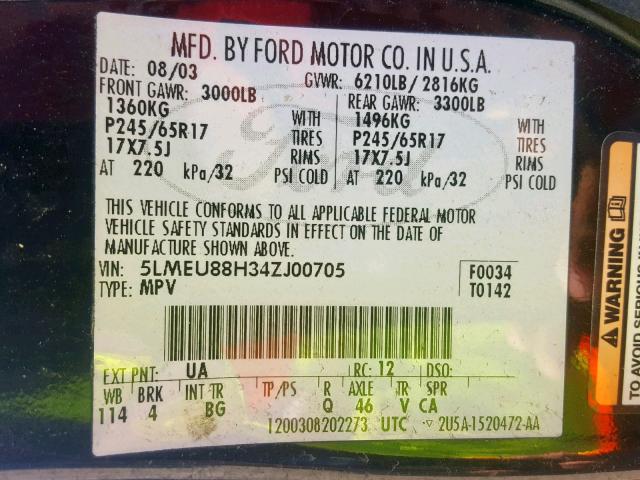 MFD. BY FORD MOTOR CO. IN U.S.A.
DATE: 08/03 GVWR: 6210LB/ 2816KG
FRONT GAWR: 3000LB REAR GAWR: 3300LB
1360KG WITH 1496KG WITH
P245/65R17 TIRES P245/65R17 TIRES
17X7.5J RIMS 17X7.5J RIMS
AT 220 kPa/32 PSI COLD AT 220 kPa/32 PSI COLD
Ford
THIS VEHICLE CONFORMS TO ALL APPLICABLE FEDERAL MOTOR
VEHICLE SAFETY STANDARDS IN EFFECT ON THE DATE OF
MANUFACTURE SHOWN ABOVE.
VIN: 5LMEU88H34ZJ00705 F0034
TYPE: MPV T0142
EXT PNT: UA RC: 12 DSO:
WB BRK INT TR TP/PS R AXLE TR SPR
114 4 BG Q 46 V CA
1200308202273 UTC 2U5A-1520472-AA
WARNING
TO AVOID SERIOUS